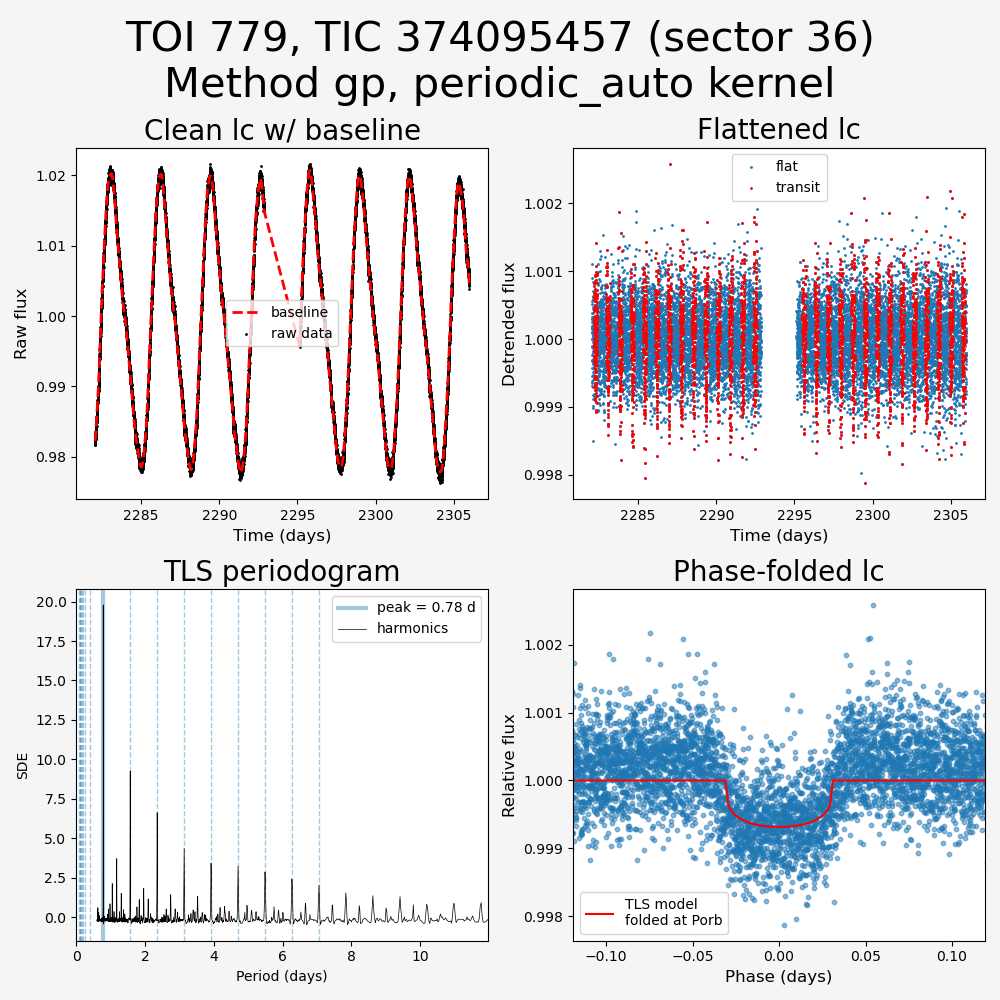 TOI 779, TIC 374095457 (sector 36)
Method gp, periodic_auto kernel
Clean lc w/ baseline
Raw flux
1.02
1.01
1.00
0.99
0.98
baseline
raw data
2285
2290
2295
2300
2305
Time (days)
Flattened lc
Detrended flux
1.002
1.001
1.000
0.999
0.998
flat
transit
2285
2290
2295
2300
2305
Time (days)
TLS periodogram
SDE
20.0
17.5
15.0
12.5
10.0
7.5
5.0
2.5
0.0
peak = 0.78 d
harmonics
0
2
4
6
8
10
Period (days)
Phase-folded lc
Relative flux
1.002
1.001
1.000
0.999
0.998
TLS model
folded at Porb
−0.10
−0.05
0.00
0.05
0.10
Phase (days)